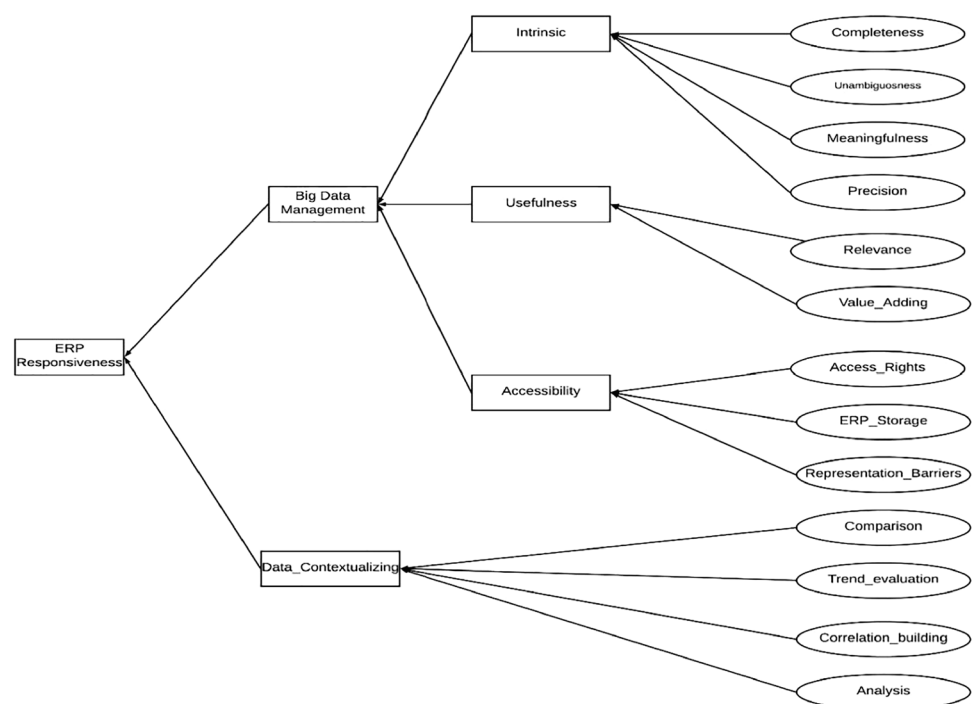 Intrinsic
Completeness
Unambiguosness
Meaningfulness
Precision
Big Data
Management
Usefulness
Relevance
Value_Adding
ERP
Responsiveness
Accessibility
Access_Rights
ERP_Storage
Representation_Barriers
Data_Contextualizing
Comparison
Trend_evaluation
Correlation_building
Analysis